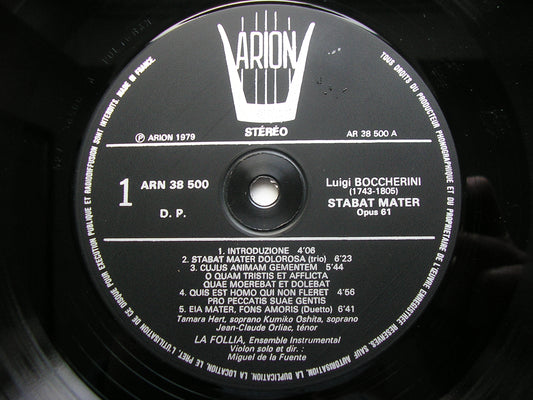 ARION
STÉRÉO
℗ ARION 1979
AR 38 500 A
1
ARN 38 500
D. P.
Luigi BOCCHERINI
(1743-1805)
STABAT MATER
Opus 61
1. INTRODUZIONE 4'06
2. STABAT MATER DOLOROSA (trio) 6'23
3. CUJUS ANIMAM GEMENTEM 5'44
O QUAM TRISTIS ET AFFLICTA
QUAE MOEREBAT ET DOLEBAT
4. QUIS EST HOMO QUI NON FLERET 4'56
PRO PECCATIS SUAE GENTIS
5. EIA MATER, FONS AMORIS (Duetto) 6'41
Tamara Hert, soprano Kumiko Oshita, soprano
Jean-Claude Orliac, ténor
LA FOLLIA, Ensemble Instrumental
Violon solo et dir. :
Miguel de la Fuente
TOUS DROITS DU PRODUCTEUR PHONOGRAPHIQUE ET DU PROPRIETAIRE DE L'ŒUVRE ENREGISTREE RESERVES. SAUF AUTORISATION, LA DUPLICATION, LA LOCATION, LE PRET, L'UTILISATION DE CE DISQUE POUR EXECUTION PUBLIQUE ET RADIODIFFUSION SONT INTERDITS. MADE IN FRANCE.